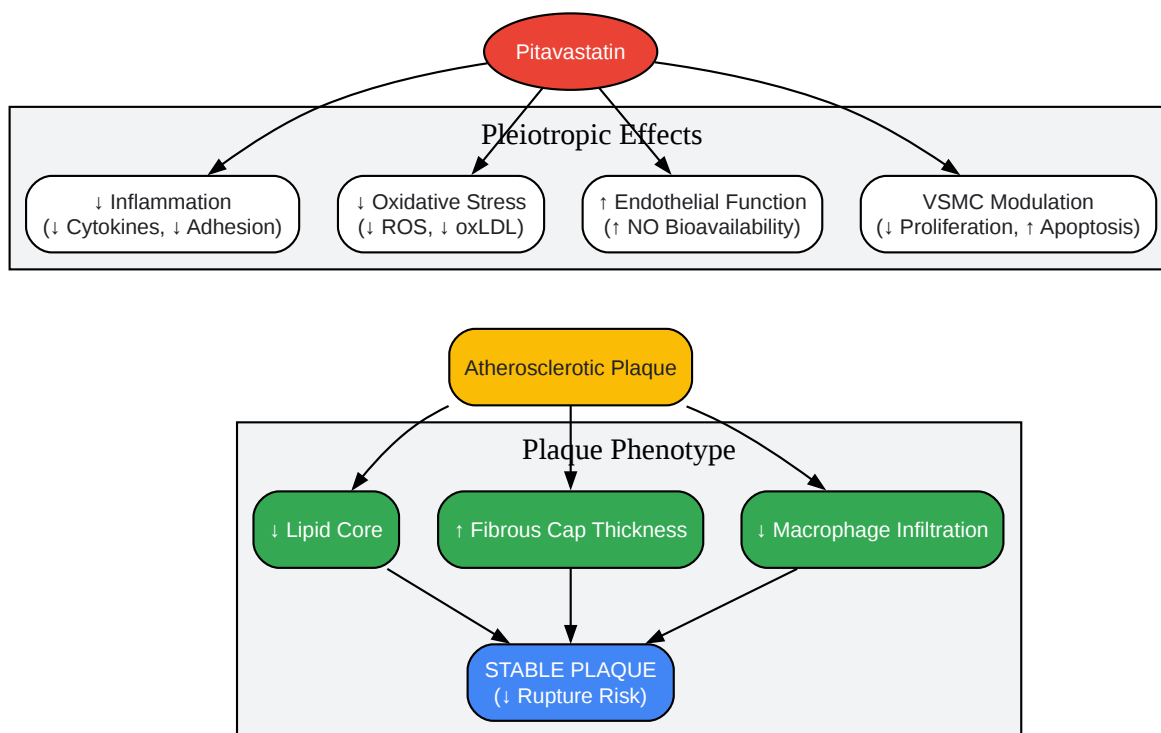 Pitavastatin
Pleiotropic Effects
↓ Inflammation
(↓ Cytokines, ↓ Adhesion)
↓ Oxidative Stress
(↓ ROS, ↓ oxLDL)
↑ Endothelial Function
(↑ NO Bioavailability)
VSMC Modulation
(↓ Proliferation, ↑ Apoptosis)
Atherosclerotic Plaque
Plaque Phenotype
↓ Lipid Core
↑ Fibrous Cap Thickness
↓ Macrophage Infiltration
STABLE PLAQUE
(↓ Rupture Risk)